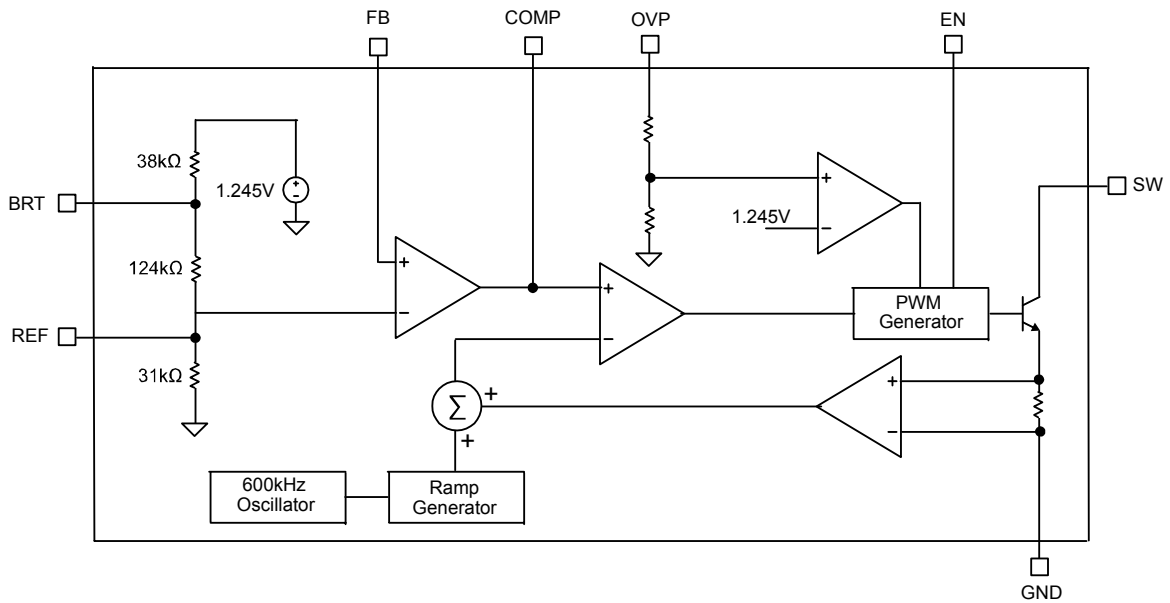 FB
COMP
OVP
EN
38kΩ
1.245V
BRT
SW
1.245V
124kΩ
PWM
Generator
REF
31kΩ
Σ
600kHz
Oscillator
Ramp
Generator
GND
+
−
+
−
+
−
+
−
+
-
+
+